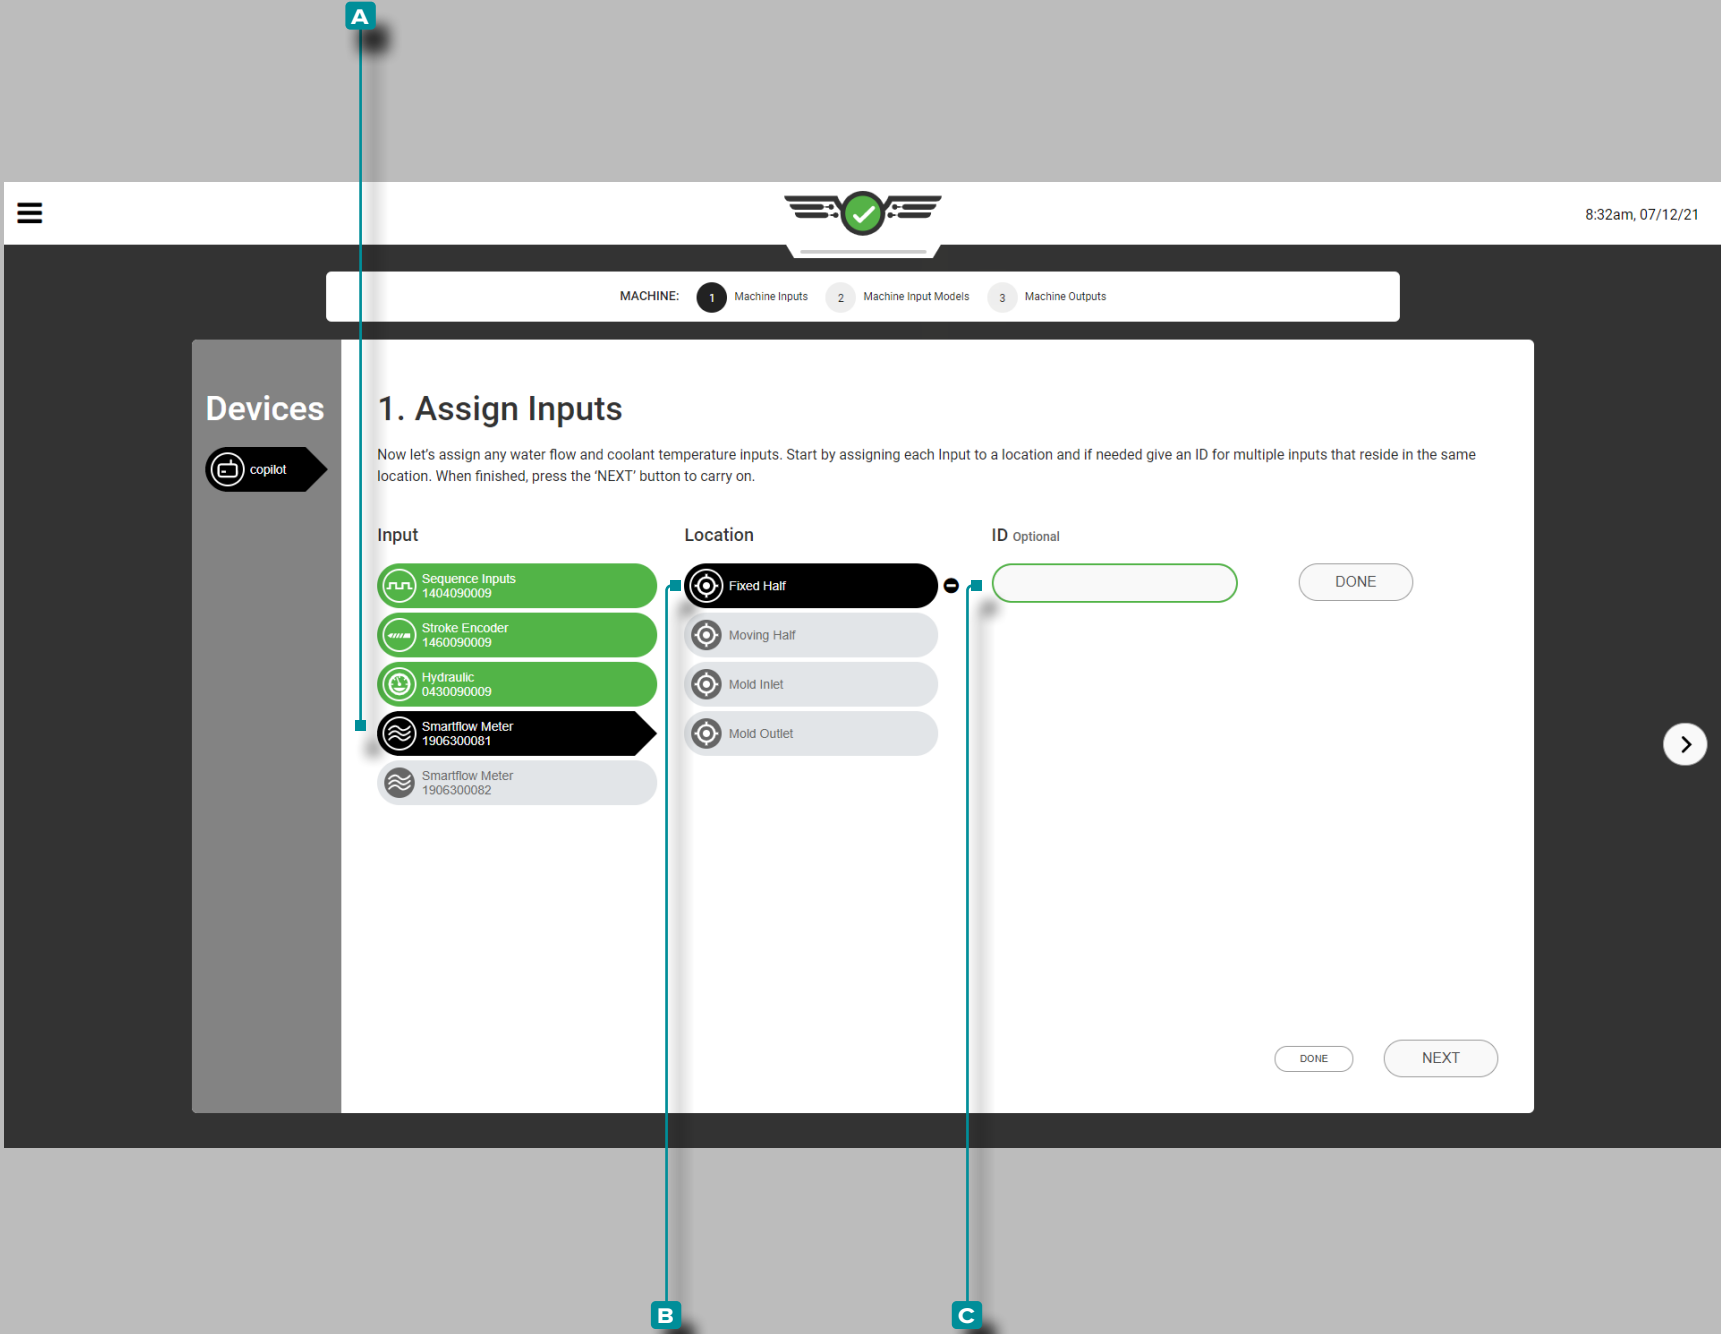 A
8:32am, 07/12/21
MACHINE: 1 Machine Inputs 2 Machine Input Models 3 Machine Outputs
Devices
copilot
1. Assign Inputs
Now let's assign any water flow and coolant temperature inputs. Start by assigning each Input to a location and if needed give an ID for multiple inputs that reside in the same
location. When finished, press the ‘NEXT’ button to carry on.
Input
Sequence Inputs
1404090009
Stroke Encoder
1460090009
Hydraulic
0430090009
Smartflow Meter
1906300081
Smartflow Meter
1906300082
Location
Fixed Half
Moving Half
Mold Inlet
Mold Outlet
ID Optional
DONE
DONE
NEXT
B
C